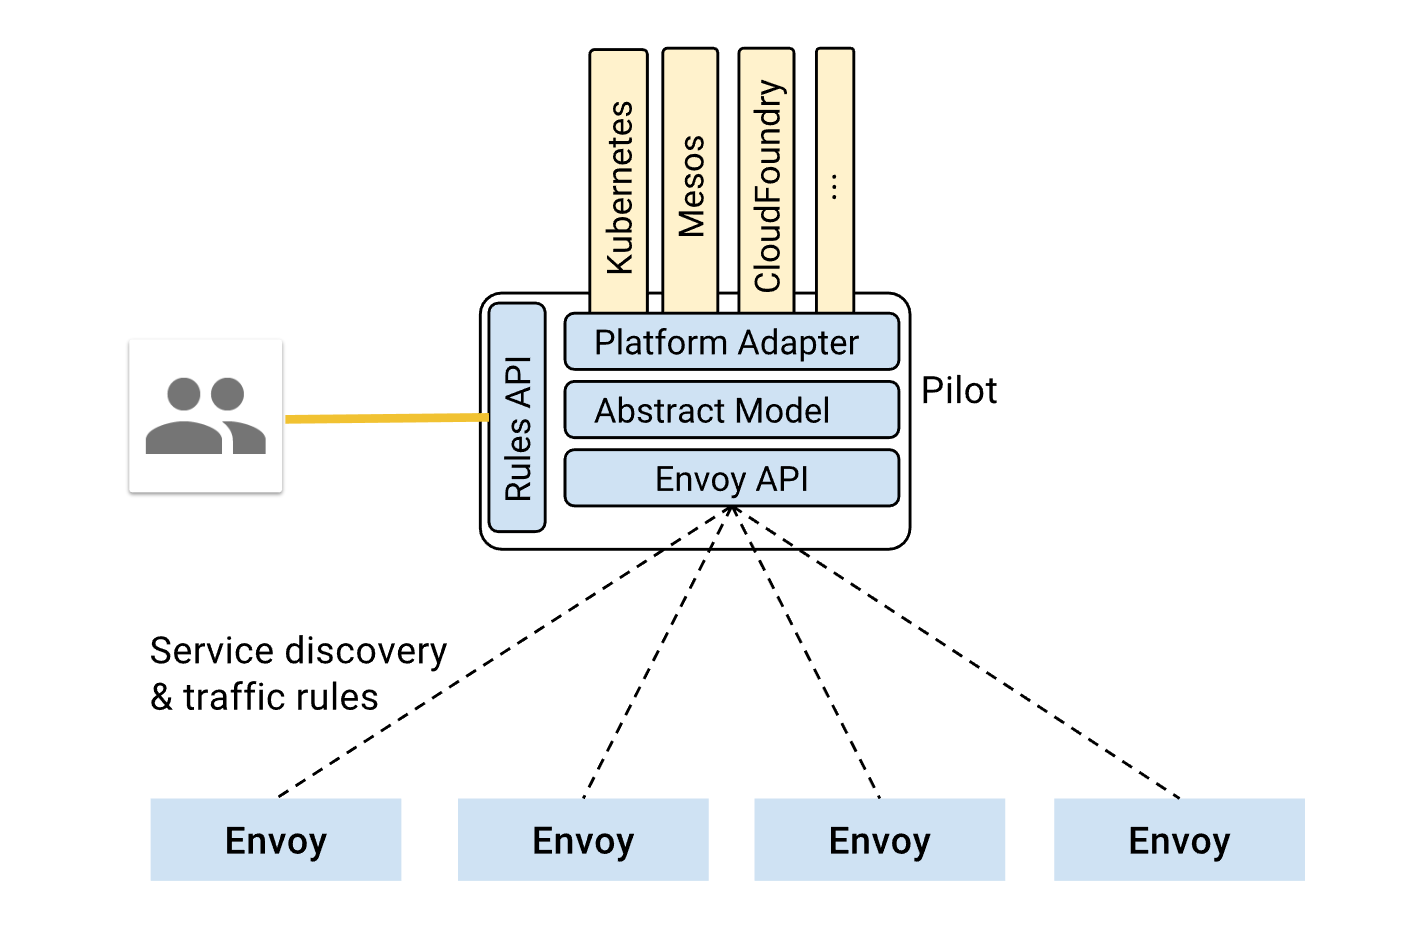 Kubernetes
Mesos
CloudFoundry
...
Rules API
Platform Adapter
Abstract Model
Envoy API
Pilot
Service discovery
& traffic rules
Envoy
Envoy
Envoy
Envoy